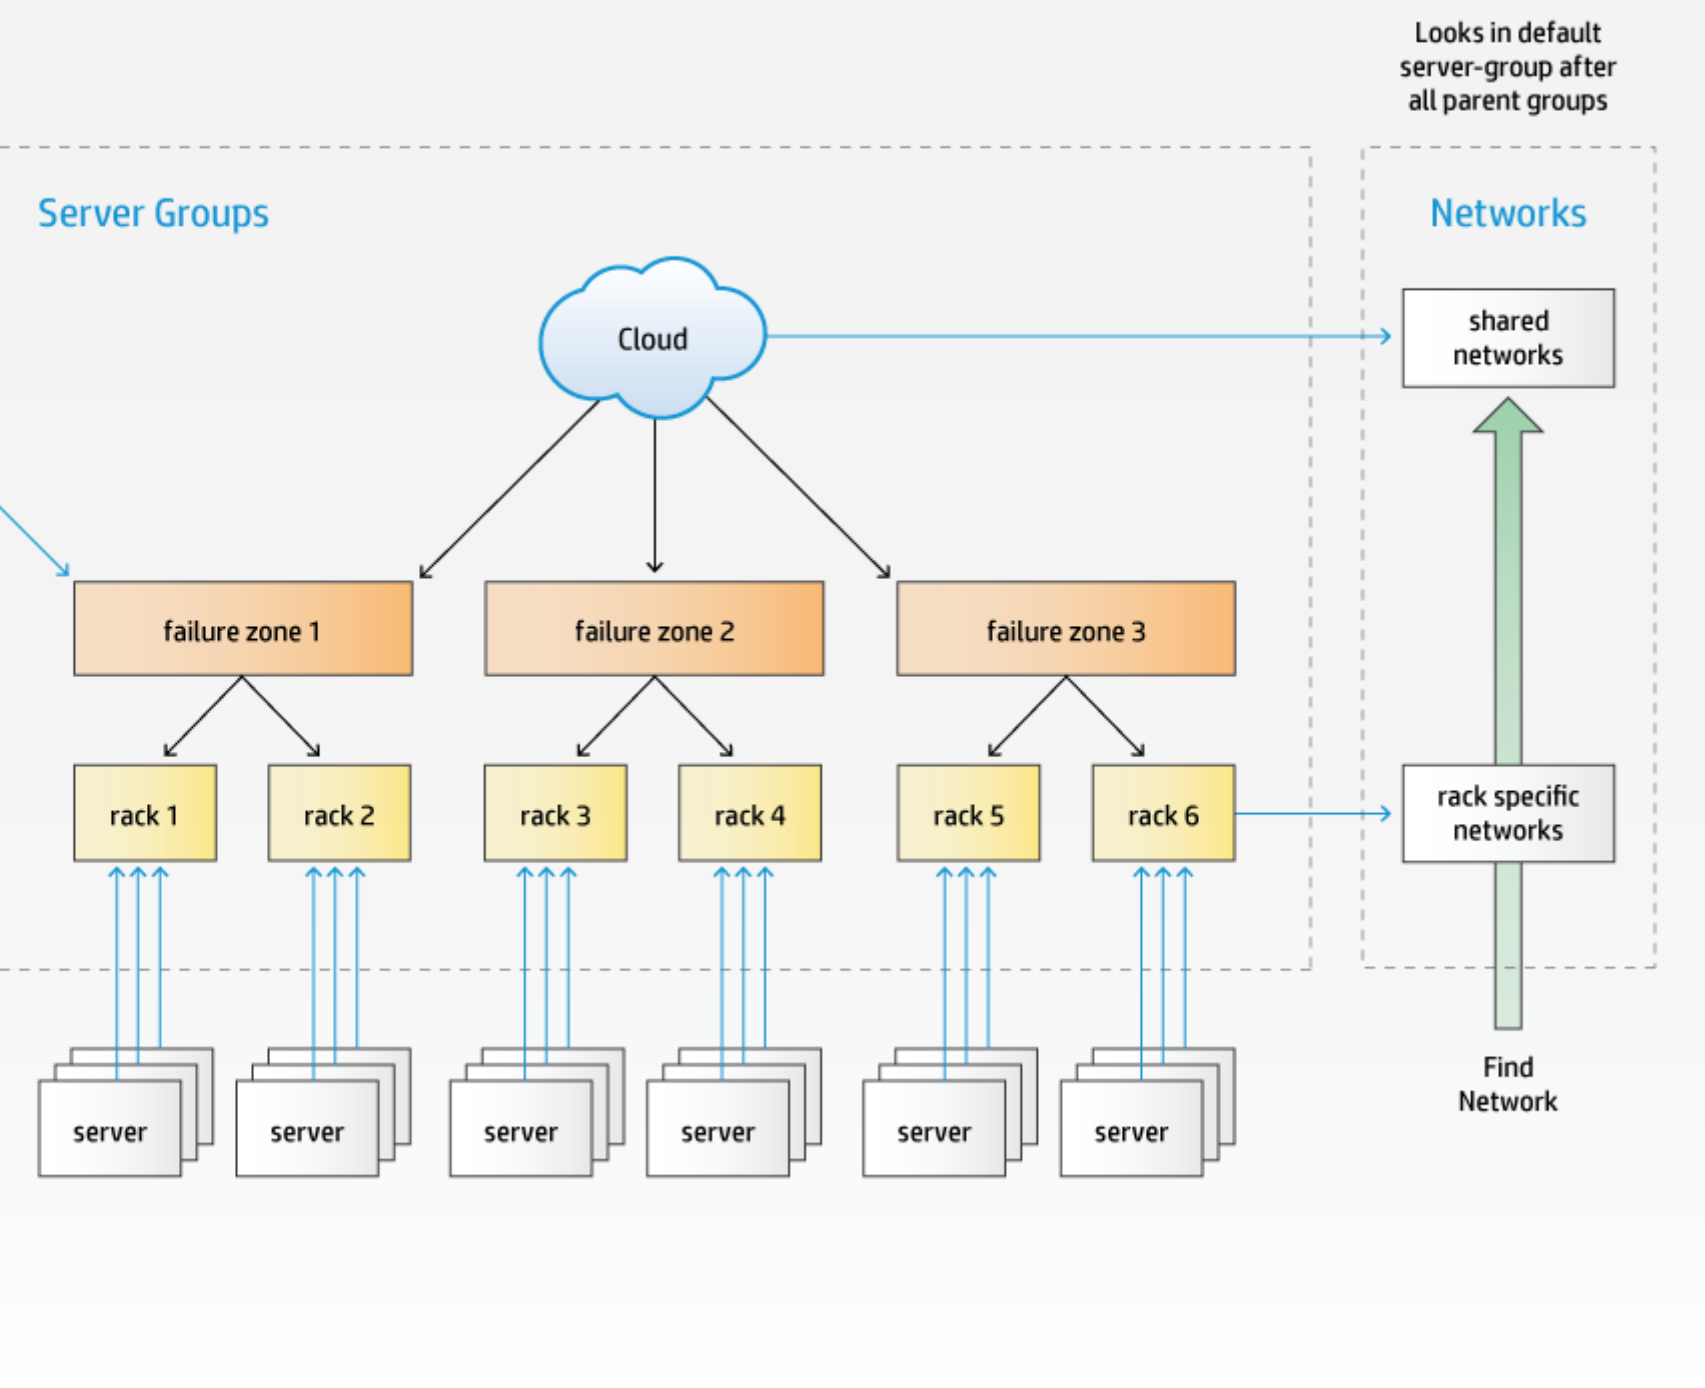 Looks in default
server-group after
all parent groups
Server Groups
Networks
Cloud
shared
networks
failure zone 1
failure zone 2
failure zone 3
rack 1
rack 2
rack 3
rack 4
rack 5
rack 6
rack specific
networks
server
server
server
server
server
server
Find
Network